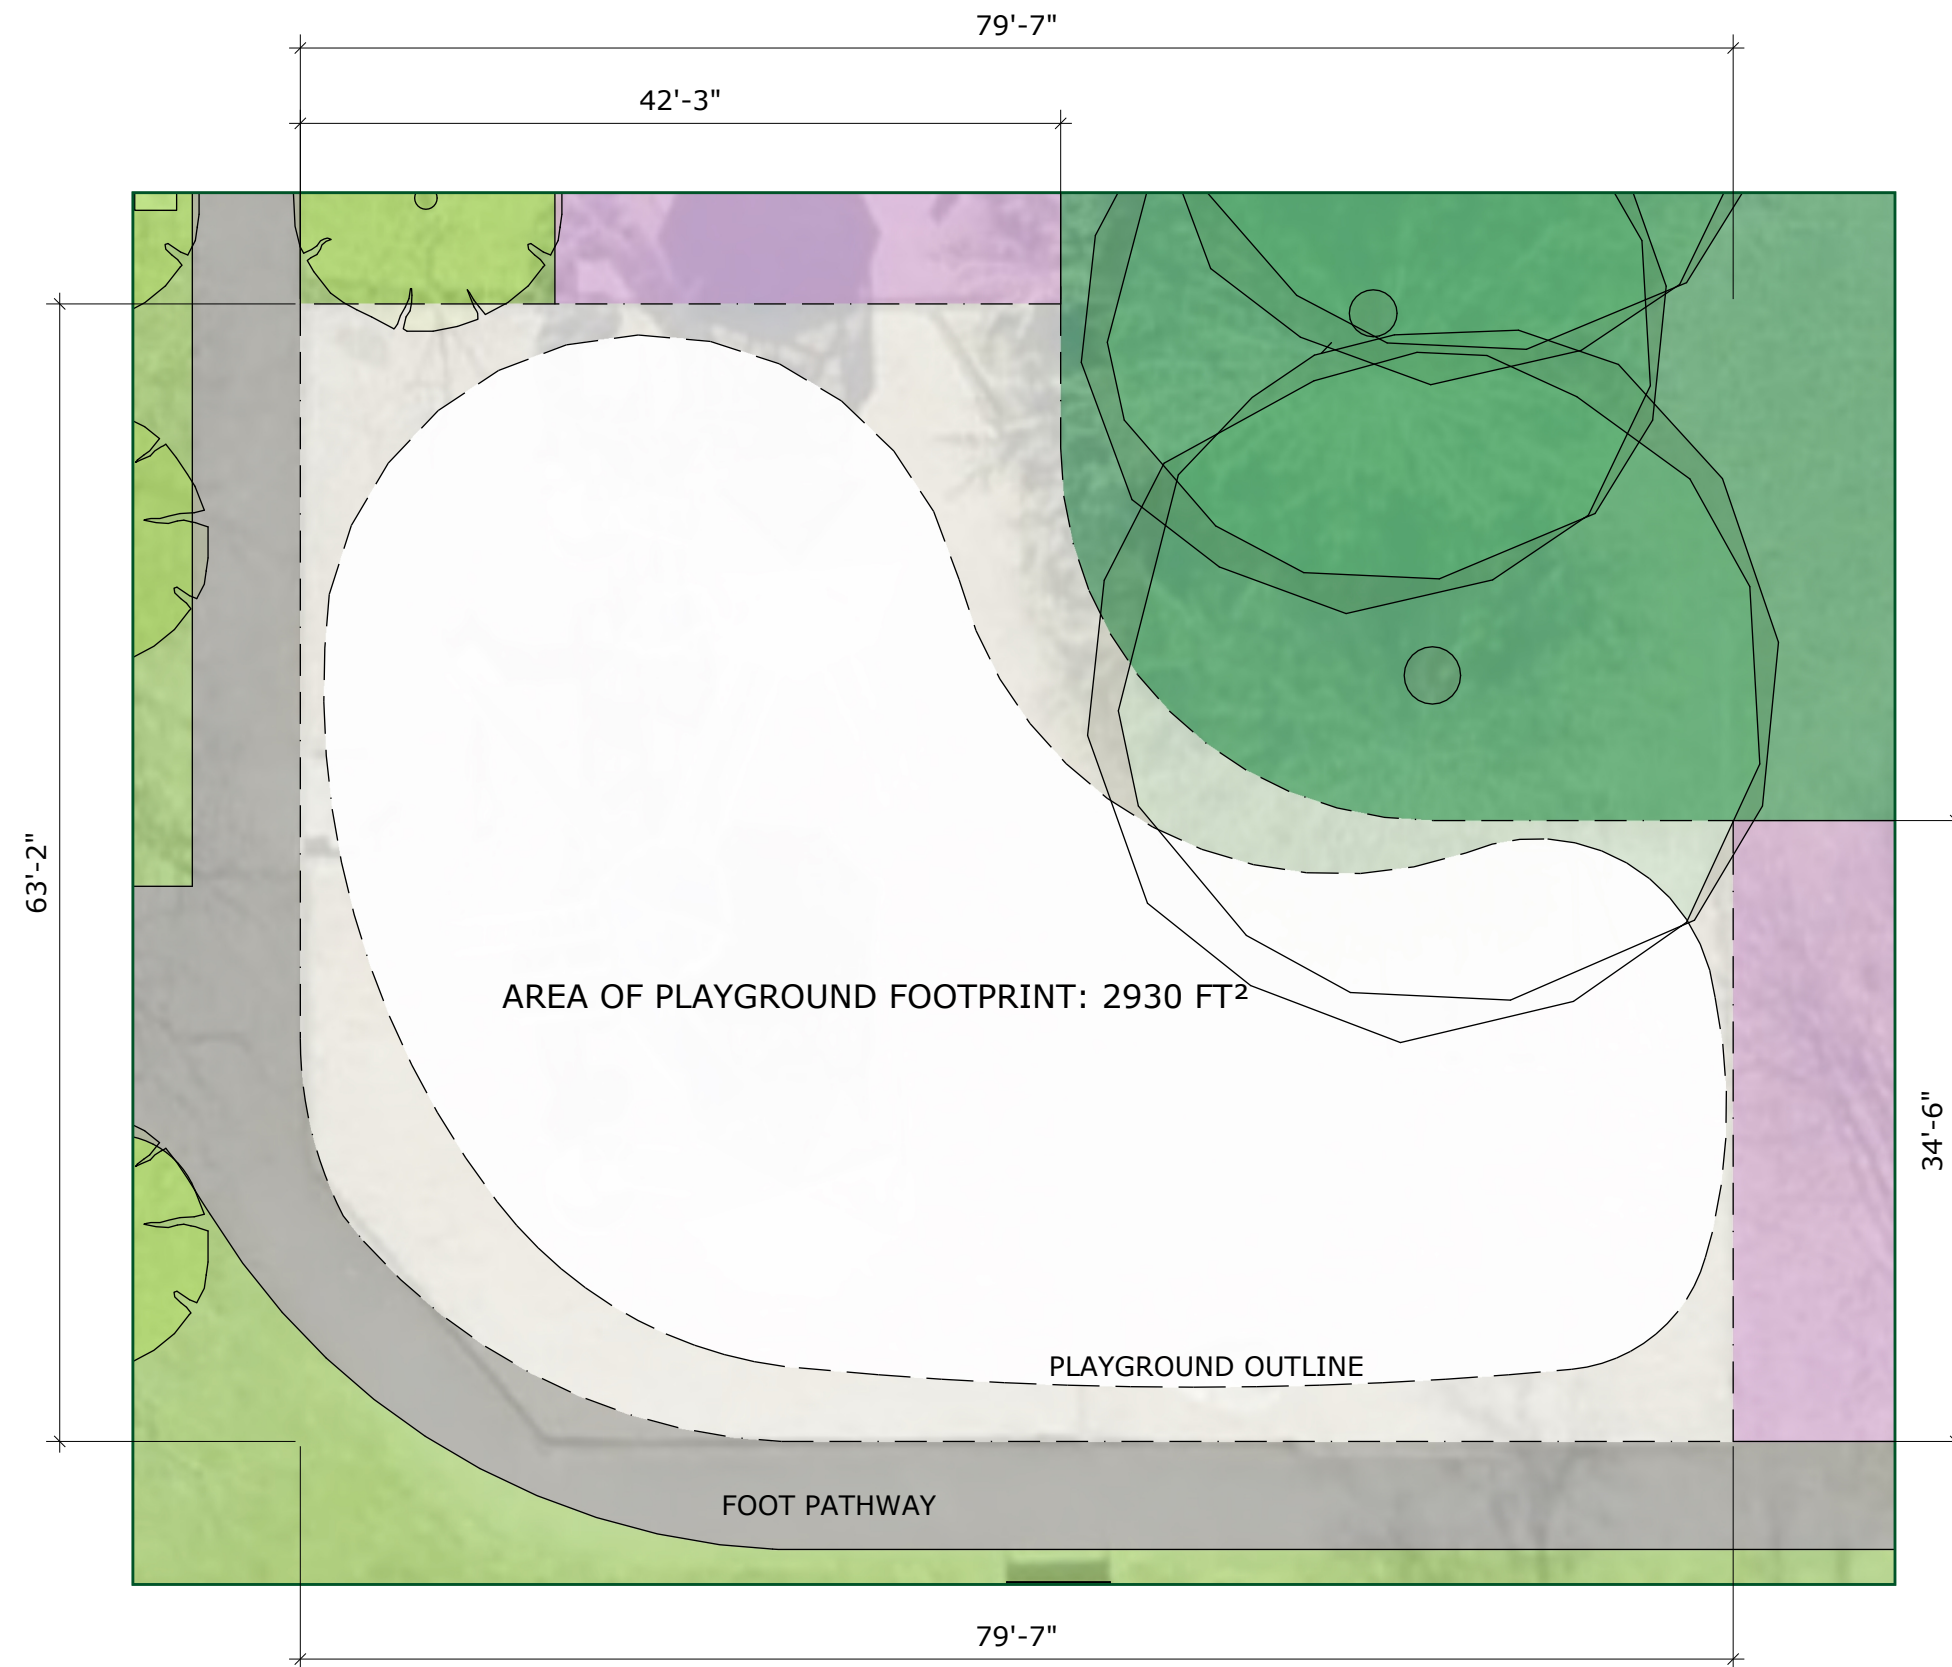 79'-7"
42'-3"
63'-2"
AREA OF PLAYGROUND FOOTPRINT: 2930 FT²
34'-6"
PLAYGROUND OUTLINE
FOOT PATHWAY
79'-7"